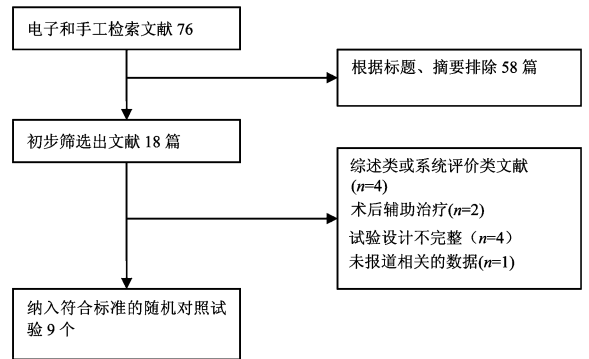 电子和手工检索文献 76
根据标题、摘要排除 58 篇
初步筛选出文献 18 篇
综述类或系统评价类文献
(n=4)
术后辅助治疗(n=2)
试验设计不完整（n=4）
未报道相关的数据(n=1)
纳入符合标准的随机对照试
验 9 个